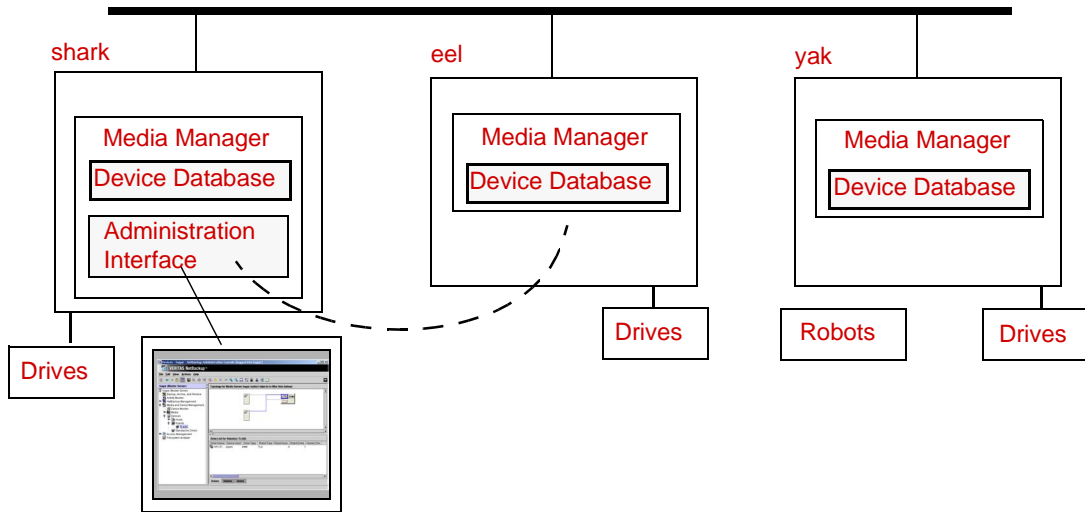 shark
eel
yak
Media Manager
Device Database
Administration
Interface
Media Manager
Device Database
Media Manager
Device Database
Drives
Drives
Robots
Drives
VERITAS NetBackup